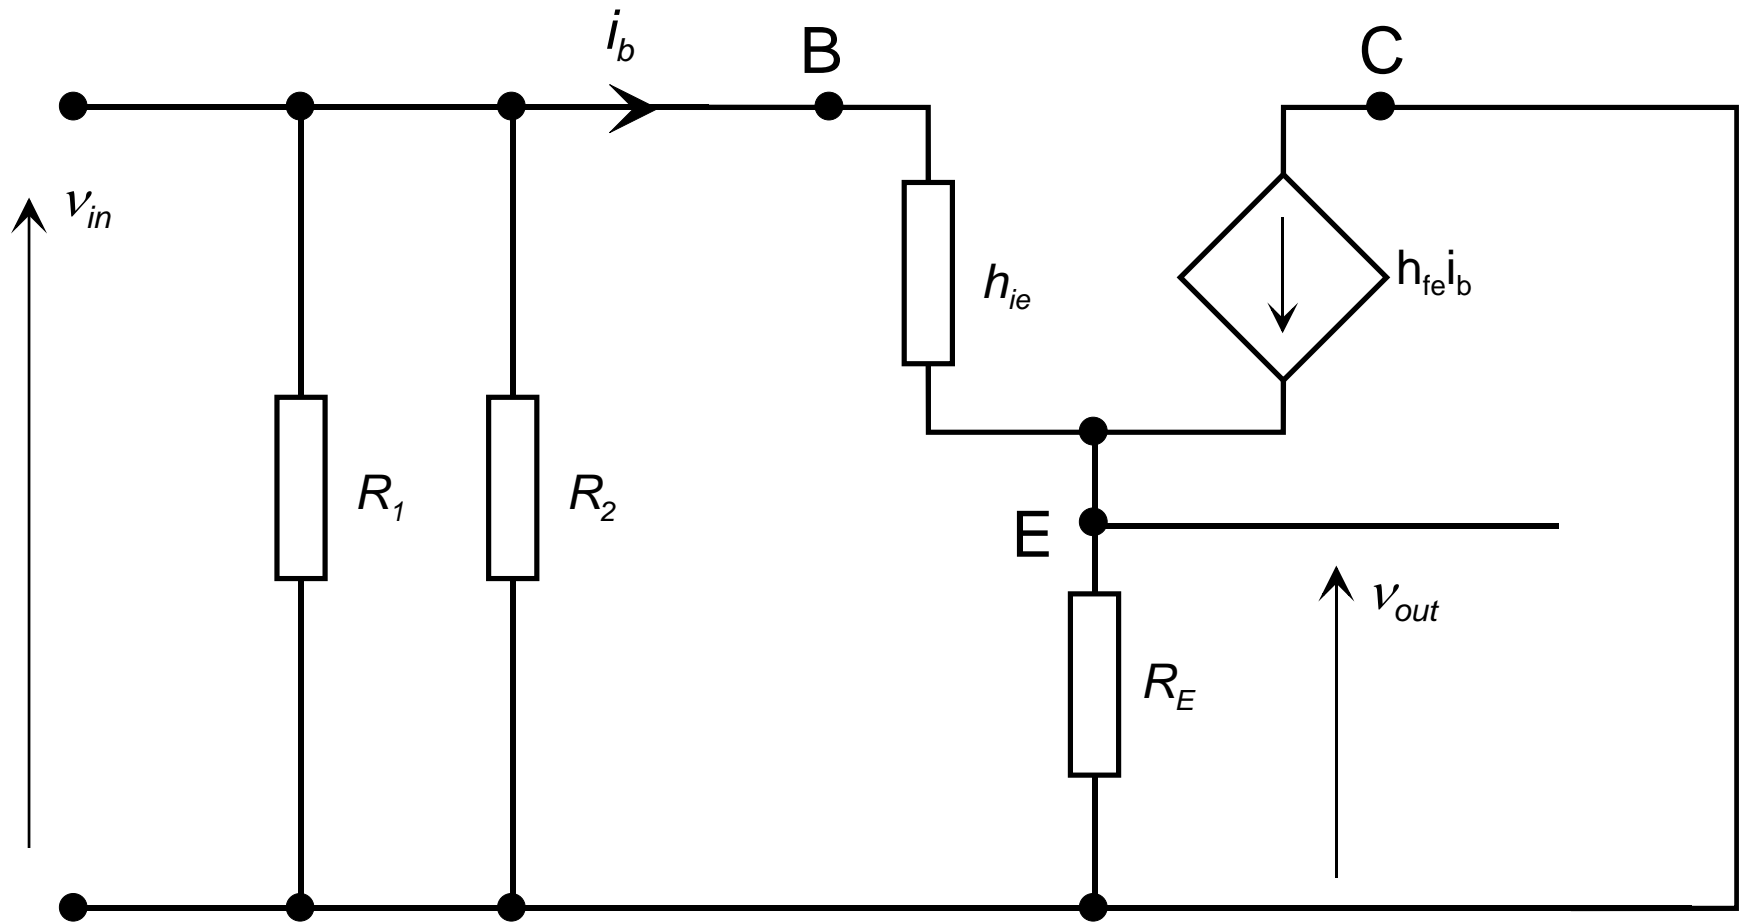 i_b
B
C
v_in
h_ie
h_fe i_b
R_1
R_2
E
v_out
R_E